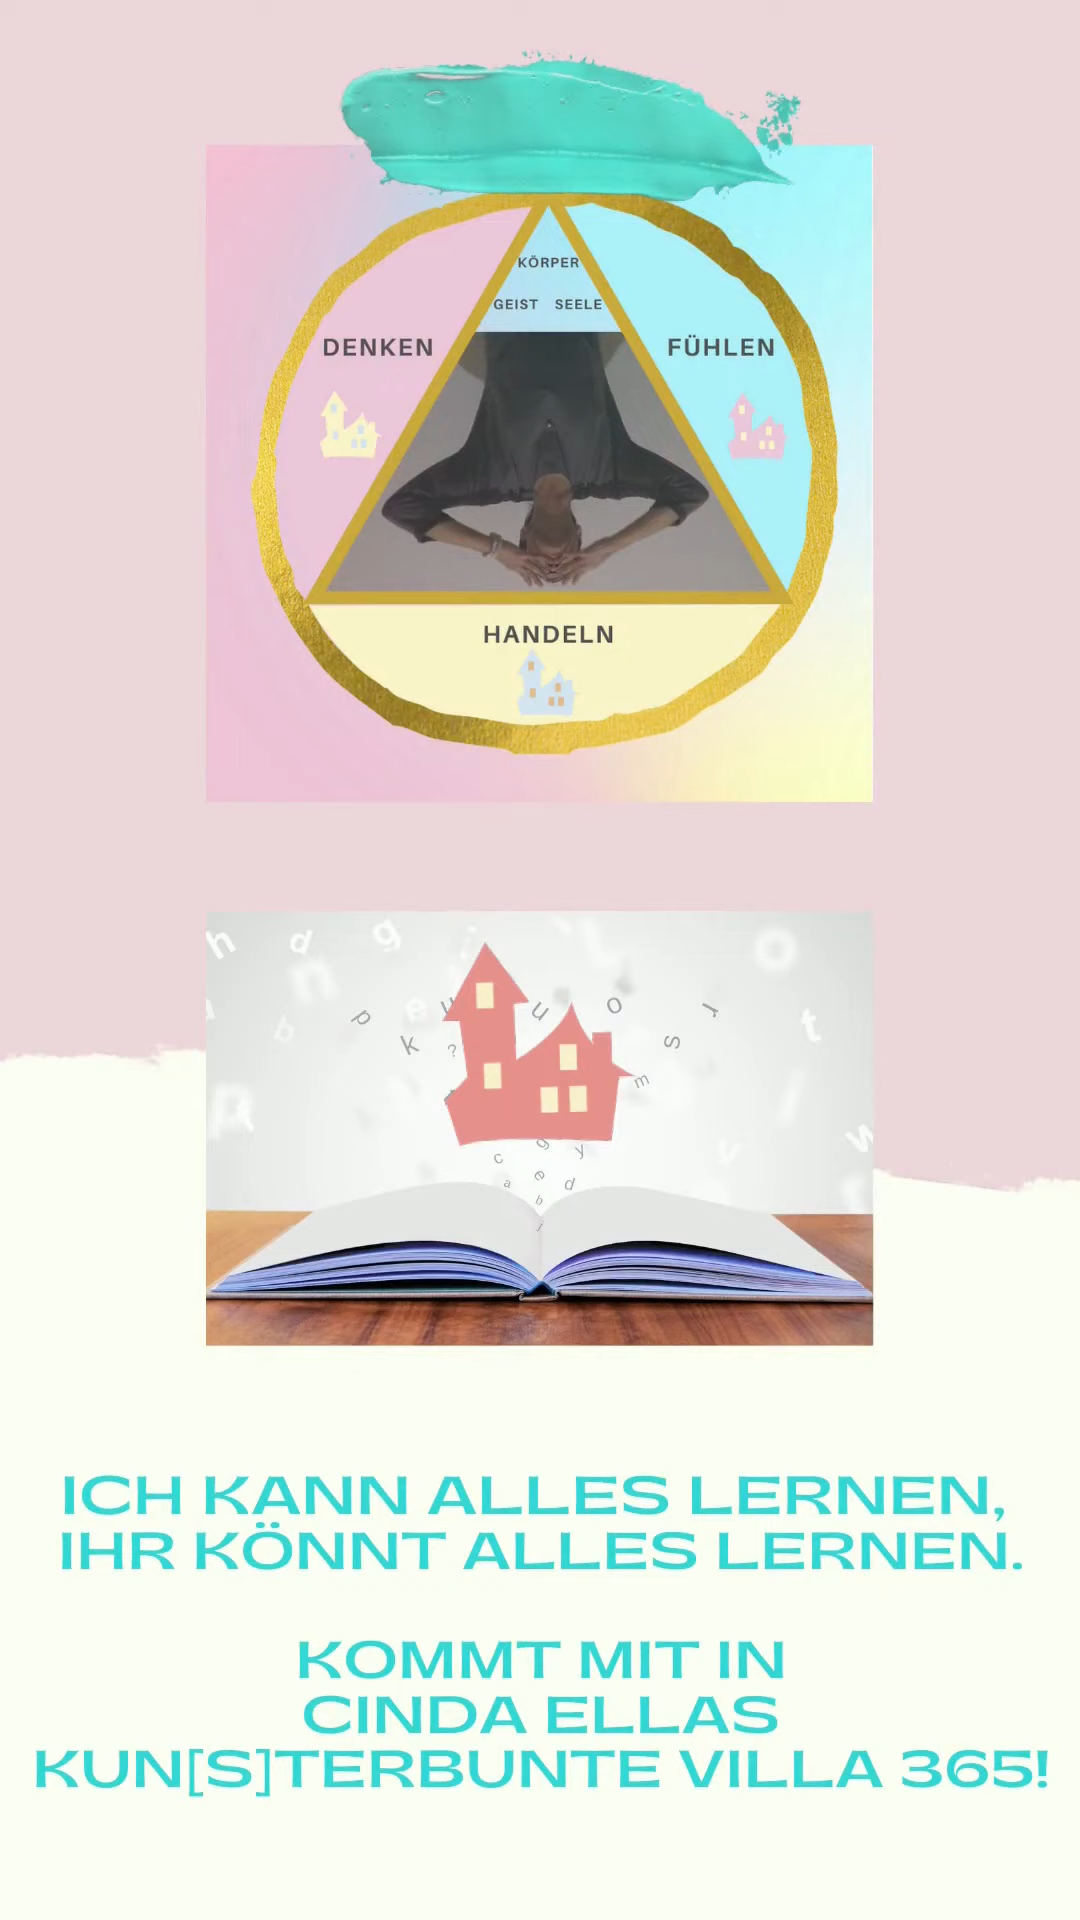 KÖRPER
GEIST SEELE
DENKEN
FÜHLEN
HANDELN
h d g i o
n
p k ? e u n o s r t
b
m
c g y
a e d
b
v w
ICH KANN ALLES LERNEN,
IHR KÖNNT ALLES LERNEN.
KOMMT MIT IN
CINDA ELLAS
KUN[S]TERBUNTE VILLA 365!